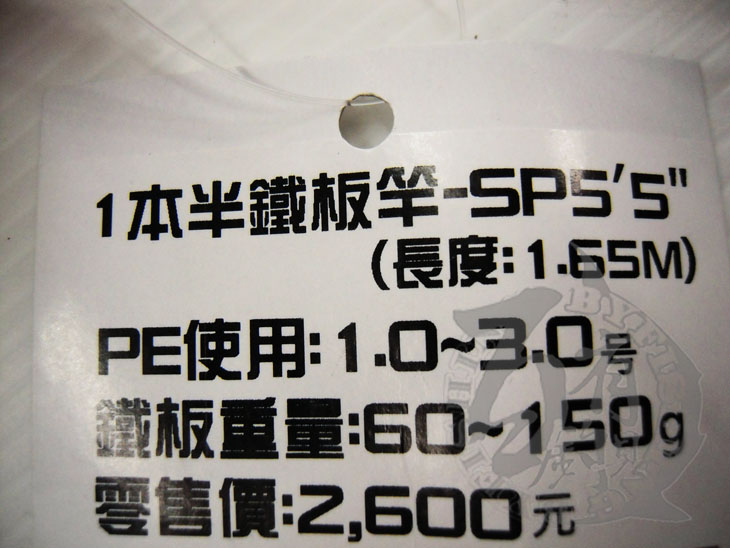 1本半鐵板竿-SP5'5"
(長度:1.65M)
PE使用:1.0~3.0号
鐵板重量:60~150g
零售價:2,600元